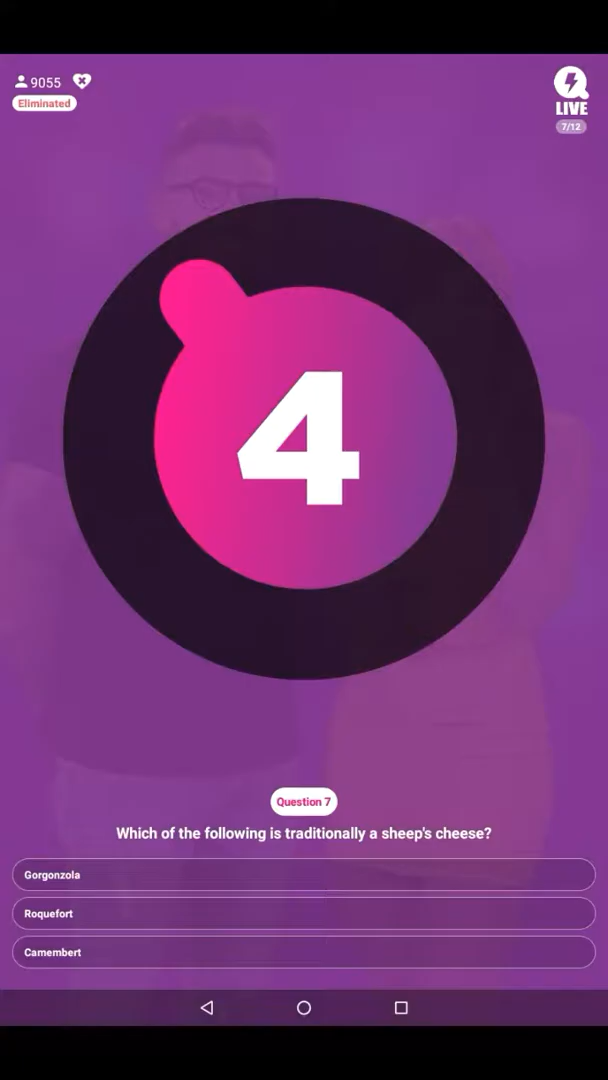 9055
Eliminated
LIVE
7/12
4
Question 7
Which of the following is traditionally a sheep's cheese?
Gorgonzola
Roquefort
Camembert